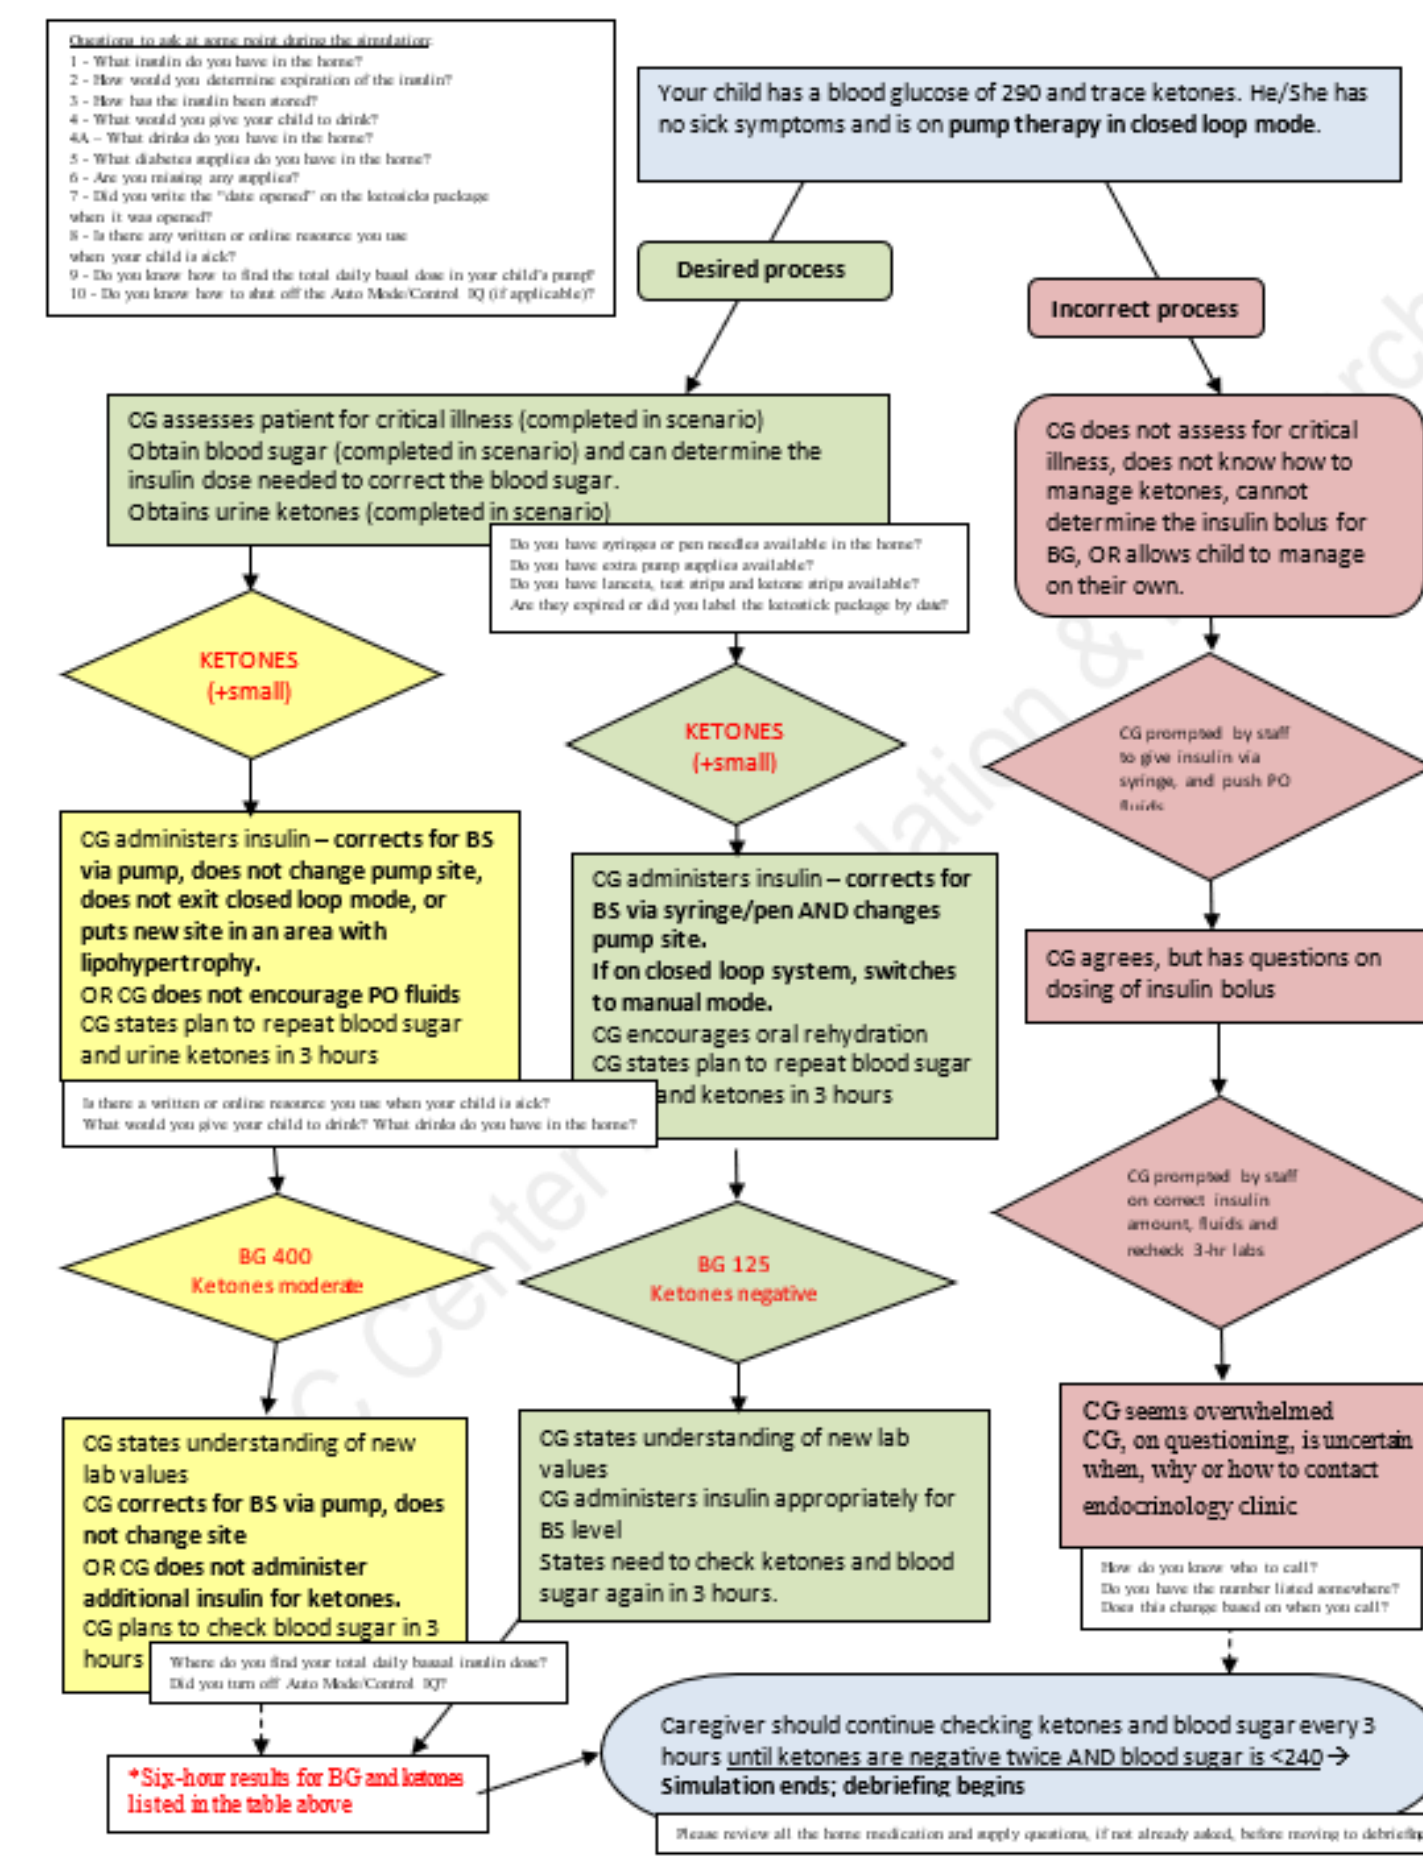 Questions to ask at some point during the simulation:
1 - What insulin do you have in the home?
2 - How would you determine expiration of the insulin?
3 - How has the insulin been stored?
4 - What would you give your child to drink?
4A – What drinks do you have in the home?
5 - What diabetes supplies do you have in the home?
6 - Are you missing any supplies?
7 - Did you write the "date opened" on the ketosicks package
when it was opened?
8 - Is there any written or online resource you use
when your child is sick?
9 - Do you know how to find the total daily basal dose in your child's pump?
10 - Do you know how to shut off the Auto Mode/Control IQ (if applicable)?
Your child has a blood glucose of 290 and trace ketones. He/She has
no sick symptoms and is on pump therapy in closed loop mode.
Desired process
Incorrect process
CG assesses patient for critical illness (completed in scenario)
Obtain blood sugar (completed in scenario) and can determine the
insulin dose needed to correct the blood sugar.
Obtains urine ketones (completed in scenario)
Do you have syringes or pen needles available in the home?
Do you have extra pump supplies available?
Do you have lancets, test strips and ketone strips available?
Are they expired or did you label the ketostick package by date?
CG does not assess for critical
illness, does not know how to
manage ketones, cannot
determine the insulin bolus for
BG, OR allows child to manage
on their own.
KETONES
(+small)
KETONES
(+small)
CG prompted by staff
to give insulin via
syringe, and push PO
fluids
CG administers insulin – corrects for BS
via pump, does not change pump site,
does not exit closed loop mode, or
puts new site in an area with
lipohypertrophy.
OR CG does not encourage PO fluids
CG states plan to repeat blood sugar
and urine ketones in 3 hours
Is there a written or online resource you use when your child is sick?
What would you give your child to drink? What drinks do you have in the home?
CG administers insulin – corrects for
BS via syringe/pen AND changes
pump site.
If on closed loop system, switches
to manual mode.
CG encourages oral rehydration
CG states plan to repeat blood sugar
and ketones in 3 hours
CG agrees, but has questions on
dosing of insulin bolus
CG prompted by staff
on correct insulin
amount, fluids and
recheck 3-hr labs
BG 400
Ketones moderate
BG 125
Ketones negative
CG states understanding of new
lab values
CG corrects for BS via pump, does
not change site
OR CG does not administer
additional insulin for ketones.
CG plans to check blood sugar in 3
hours
Where do you find your total daily basual insulin dose?
Did you turn off Auto Mode/Control IQ?
CG states understanding of new lab
values
CG administers insulin appropriately for
BS level
States need to check ketones and blood
sugar again in 3 hours.
CG seems overwhelmed
CG, on questioning, is uncertain
when, why or how to contact
endocrinology clinic
How do you know who to call?
Do you have the number listed somewhere?
Does this change based on when you call?
*Six-hour results for BG and ketones
listed in the table above
Caregiver should continue checking ketones and blood sugar every 3
hours until ketones are negative twice AND blood sugar is <240 →
Simulation ends; debriefing begins
Please review all the home medication and supply questions, if not already asked, before moving to
C Center
&